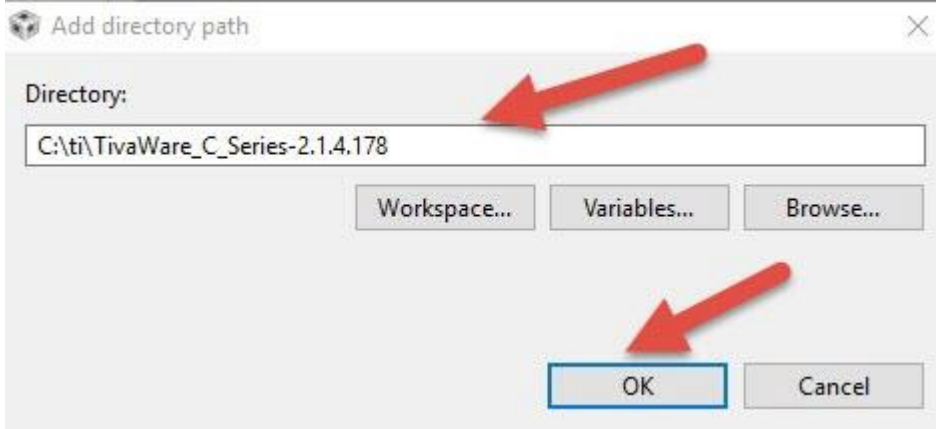 Add directory path
Directory:
C:\ti\TivaWare_C_Series-2.1.4.178
Workspace... Variables... Browse...
OK Cancel